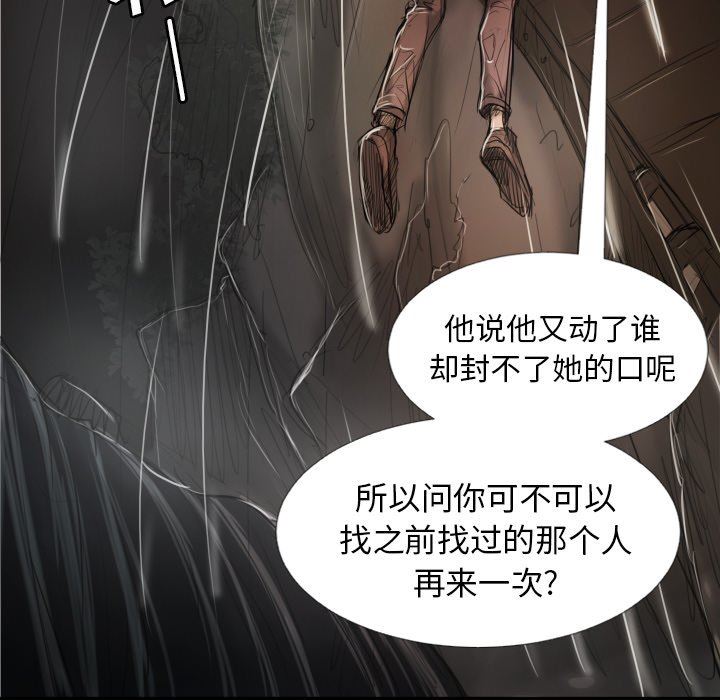 他说他又动了谁
却封不了她的口呢
所以问你可不可以
找之前找过的那个人
再来一次?